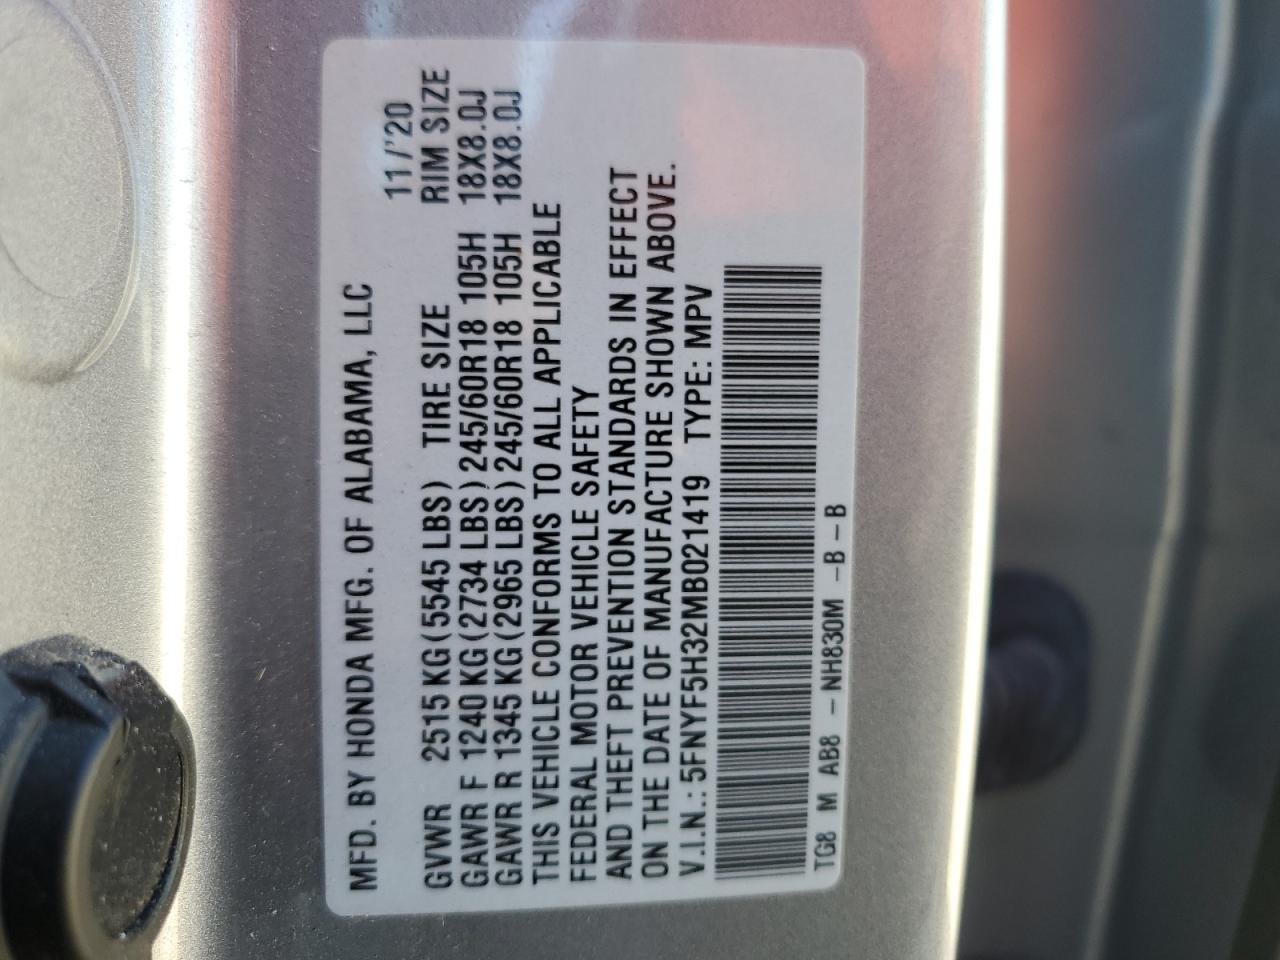 MFD. BY HONDA MFG. OF ALABAMA, LLC
11/'20
GVWR 2515 KG(5545 LBS) TIRE SIZE RIM SIZE
GAWR F 1240 KG(2734 LBS)245/60R18 105H 18X8.0J
GAWR R 1345 KG(2965 LBS)245/60R18 105H 18X8.0J
THIS VEHICLE CONFORMS TO ALL APPLICABLE
FEDERAL MOTOR VEHICLE SAFETY
AND THEFT PREVENTION STANDARDS IN EFFECT
ON THE DATE OF MANUFACTURE SHOWN ABOVE.
V.I.N.: 5FNYF5H32MB021419 TYPE: MPV
TG8 M AB8 - NH830M -B -B